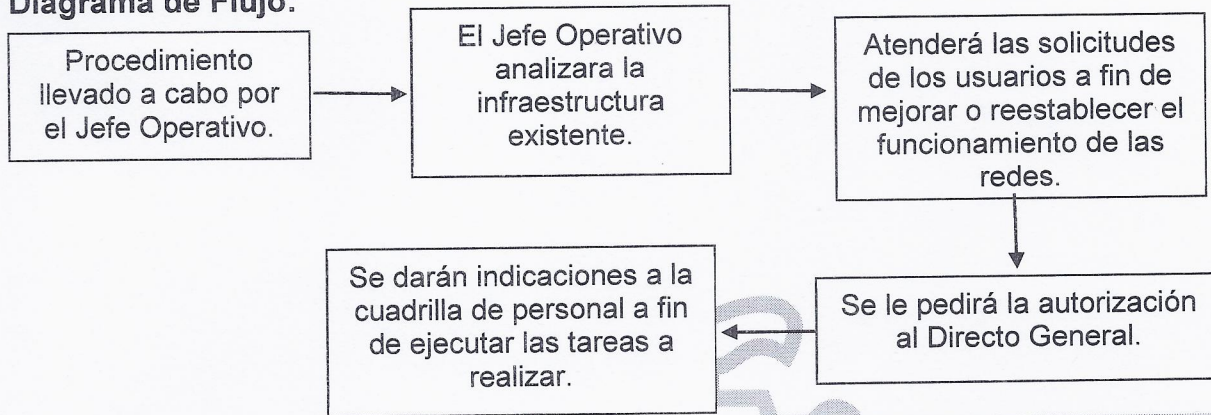 Diagrama de Flujo.
Procedimiento
llevado a cabo por
el Jefe Operativo.
El Jefe Operativo
analizara la
infraestructura
existente.
Atenderá las solicitudes
de los usuarios a fin de
mejorar o reestablecer el
funcionamiento de las
redes.
Se le pedirá la autorización
al Directo General.
Se darán indicaciones a la
cuadrilla de personal a fin
de ejecutar las tareas a
realizar.